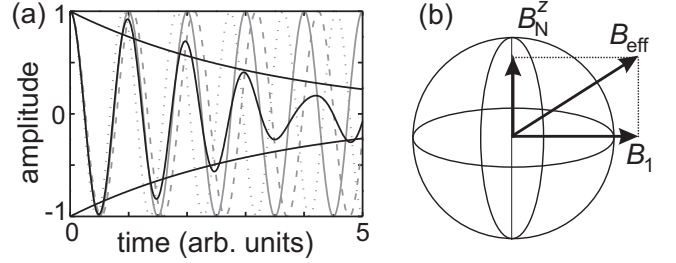 (a)
amplitude
1
0
-1
0
5
time (arb. units)
(b)
B_N^z
B_eff
B_1